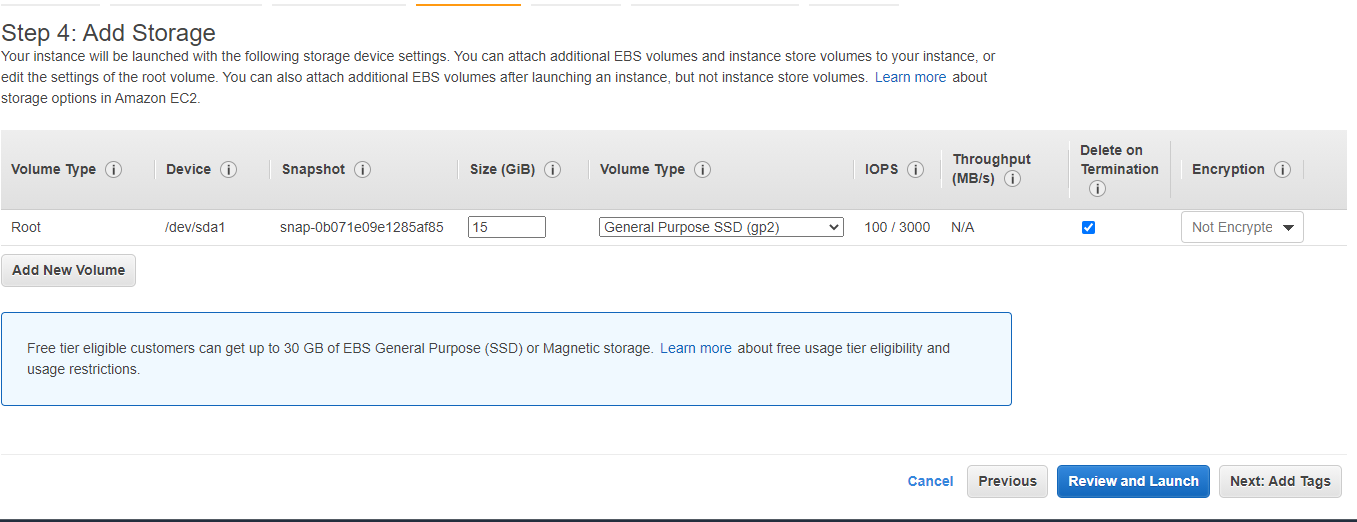 Step 4: Add Storage
Your instance will be launched with the following storage device settings. You can attach additional EBS volumes and instance store volumes to your instance, or
edit the settings of the root volume. You can also attach additional EBS volumes after launching an instance, but not instance store volumes. Learn more about
storage options in Amazon EC2.
Volume Type i Device i Snapshot i Size (GiB) i Volume Type i IOPS i Throughput (MB/s) i Delete on Termination i Encryption i
Root /dev/sda1 snap-0b071e09e1285af85 15 General Purpose SSD (gp2) 100 / 3000 N/A Not Encrypte
Add New Volume
Free tier eligible customers can get up to 30 GB of EBS General Purpose (SSD) or Magnetic storage. Learn more about free usage tier eligibility and
usage restrictions.
Cancel Previous Review and Launch Next: Add Tags